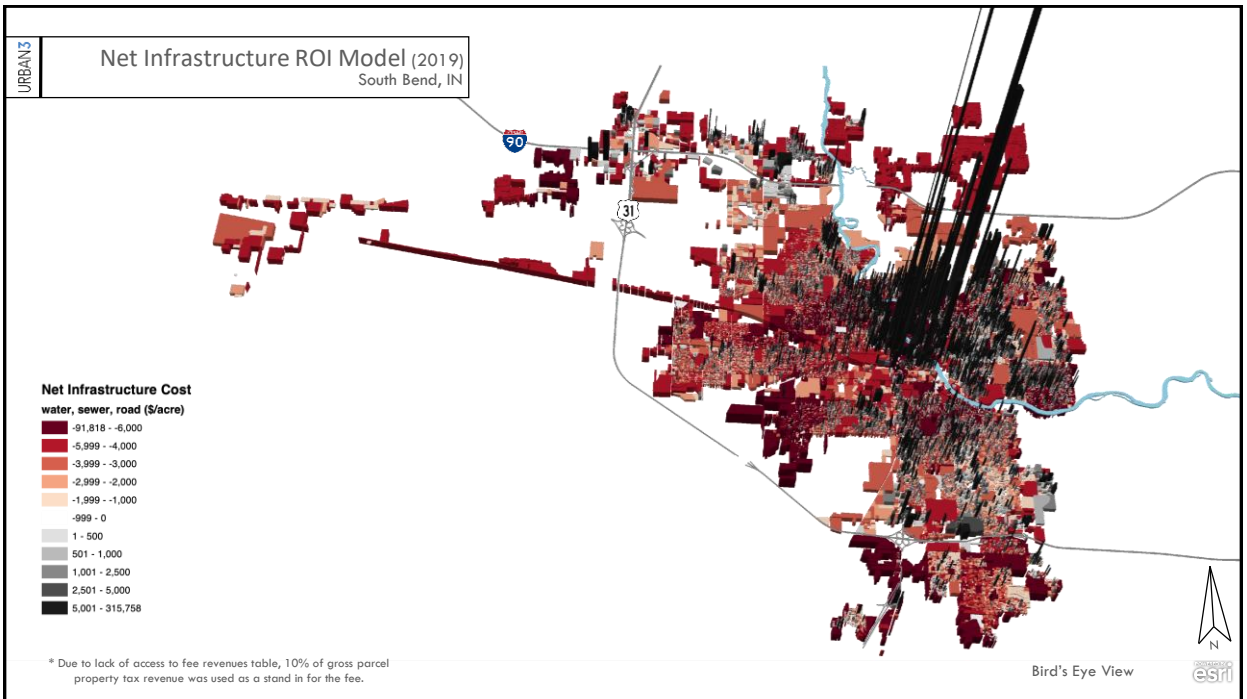 URBAN3
Net Infrastructure ROI Model (2019)
South Bend, IN
90
31
Net Infrastructure Cost
water, sewer, road ($/acre)
-91,818 - -6,000
-5,999 - -4,000
-3,999 - -3,000
-2,999 - -2,000
-1,999 - -1,000
-999 - 0
1 - 500
501 - 1,000
1,001 - 2,500
2,501 - 5,000
5,001 - 315,758
* Due to lack of access to fee revenues table, 10% of gross parcel
property tax revenue was used as a stand in for the fee.
Bird's Eye View
N
esri